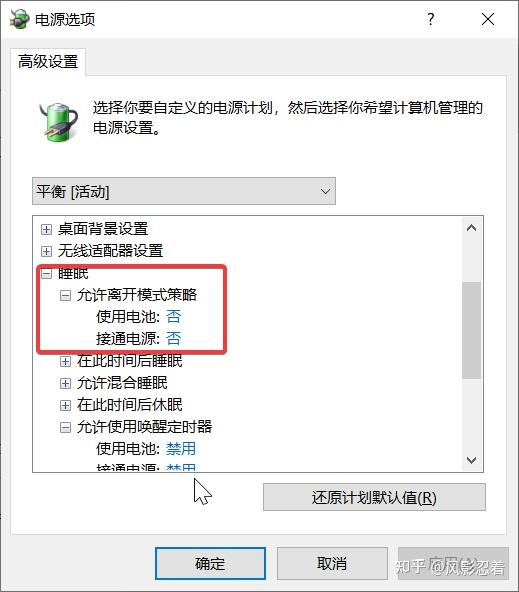 电源选项
高级设置
选择你要自定义的电源计划，然后选择你希望计算机管理的
电源设置。
平衡 [活动]
桌面背景设置
无线适配器设置
睡眠
允许离开模式策略
使用电池: 否
接通电源: 否
在此时间后睡眠
允许混合睡眠
在此时间后休眠
允许使用唤醒定时器
使用电池: 禁用
接通电源: 禁用
还原计划默认值(R)
确定
取消
应用(A)
知乎 @风影忍着